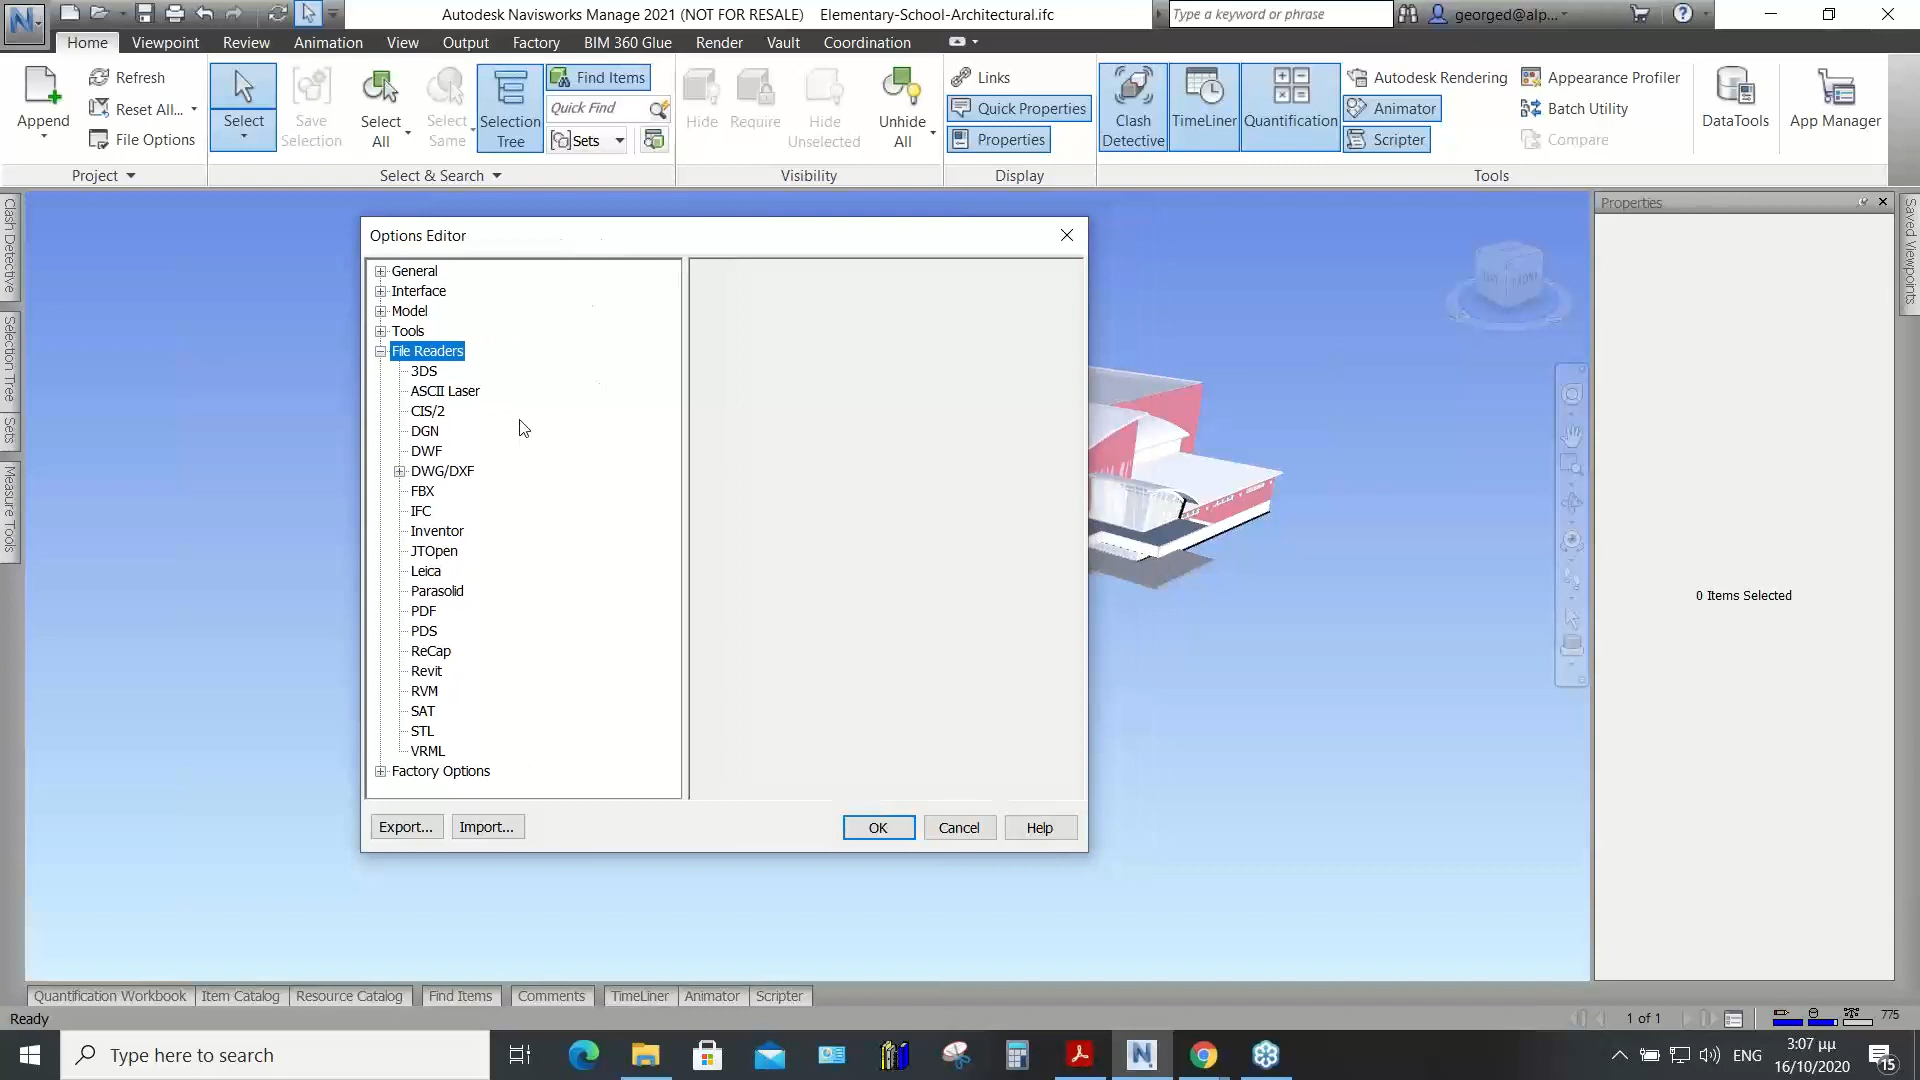 Autodesk Navisworks Manage 2021 (NOT FOR RESALE) Elementary-School-Architectural.ifc
Type a keyword or phrase
georged@alp...
Home Viewpoint Review Animation View Output Factory BIM 360 Glue Render Vault Coordination
Append
Refresh
Reset All...
File Options
Project
Select
Save Selection
Select All
Select Same
Selection Tree
Find Items
Quick Find
Sets
Select & Search
Hide
Require
Hide Unselected
Unhide All
Visibility
Links
Quick Properties
Properties
Display
Clash Detective
TimeLiner
Quantification
Autodesk Rendering
Animator
Scripter
Appearance Profiler
Batch Utility
Compare
DataTools
App Manager
Tools
Clash Detective
Selection Tree
Sets
Measure Tools
Options Editor
General
Interface
Model
Tools
File Readers
3DS
ASCII Laser
CIS/2
DGN
DWF
DWG/DXF
FBX
IFC
Inventor
JTOpen
Leica
Parasolid
PDF
PDS
ReCap
Revit
RVM
SAT
STL
VRML
Factory Options
Export... Import... OK Cancel Help
Properties
0 Items Selected
Saved Viewpoints
Quantification Workbook Item Catalog Resource Catalog Find Items Comments TimeLiner Animator Scripter
Ready
1 of 1
775
Type here to search
ENG
3:07 μμ
16/10/2020
15